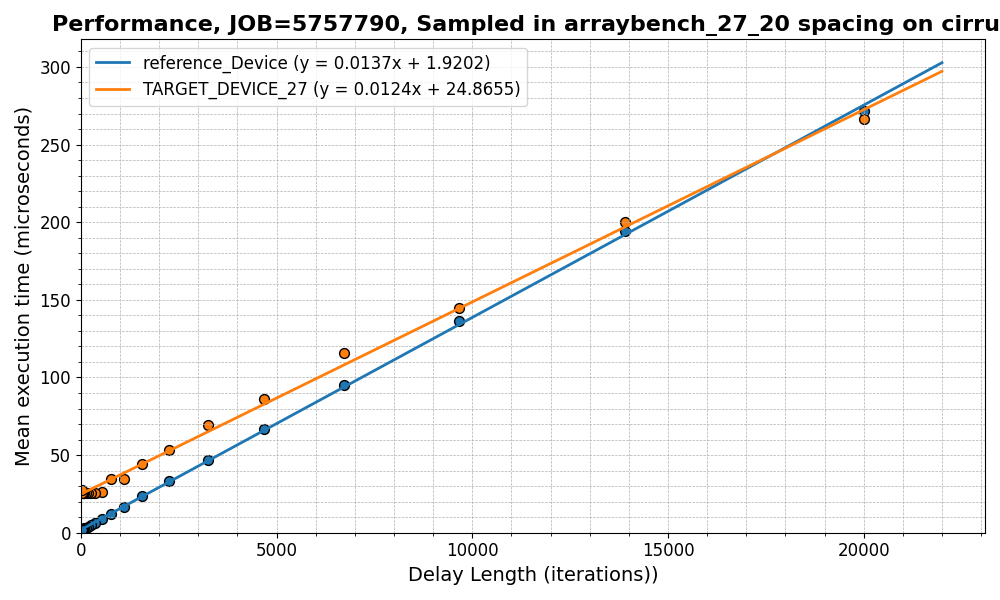 Performance, JOB=5757790, Sampled in arraybench_27_20 spacing on cirru
reference_Device (y = 0.0137x + 1.9202)
TARGET_DEVICE_27 (y = 0.0124x + 24.8655)
Mean execution time (microseconds)
300
250
200
150
100
50
0
0 5000 10000 15000 20000
Delay Length (iterations))